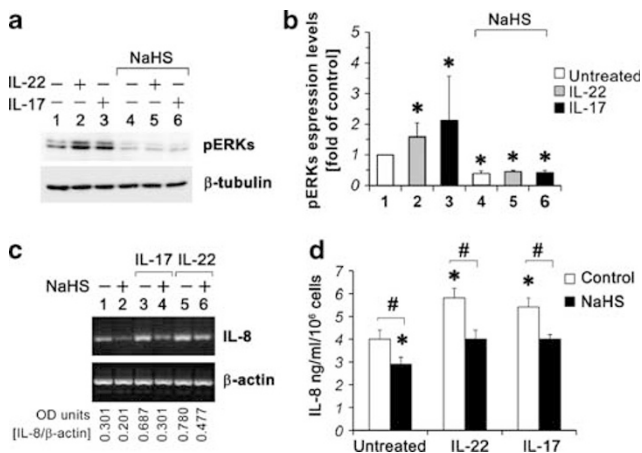 a
NaHS
IL-22 – + – – + –
IL-17 – – + – – +
1 2 3 4 5 6
pERKs
β-tubulin
b
NaHS
pERKs espression levels
[fold of control]
5
4
3
2
1
0
* * * * *
1 2 3 4 5 6
Untreated
IL-22
IL-17
c
IL-17 IL-22
NaHS – + – + – +
1 2 3 4 5 6
IL-8
β-actin
OD units
[IL-8/β-actin]
0.301 0.201 0.687 0.301 0.780 0.477
d
IL-8 ng/ml/10⁶ cells
7
6
5
4
3
2
1
0
# # #
* * *
Control
NaHS
Untreated IL-22 IL-17